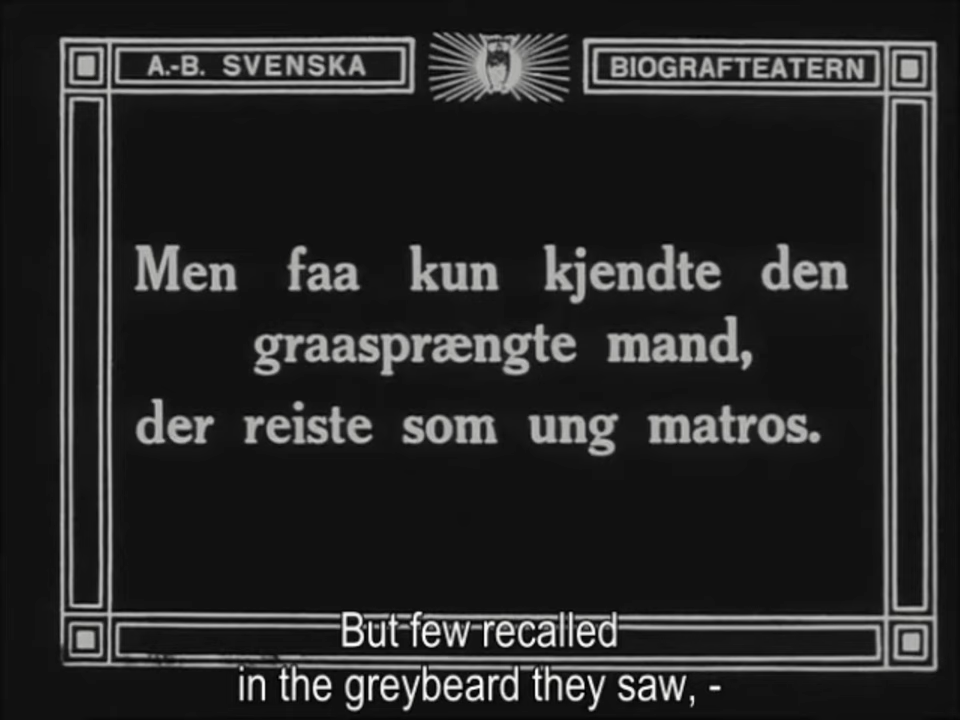 A.-B. SVENSKA BIOGRAFTEATERN
Men faa kun kjendte den
graasprængte mand,
der reiste som ung matros.
But few recalled
in the greybeard they saw, -